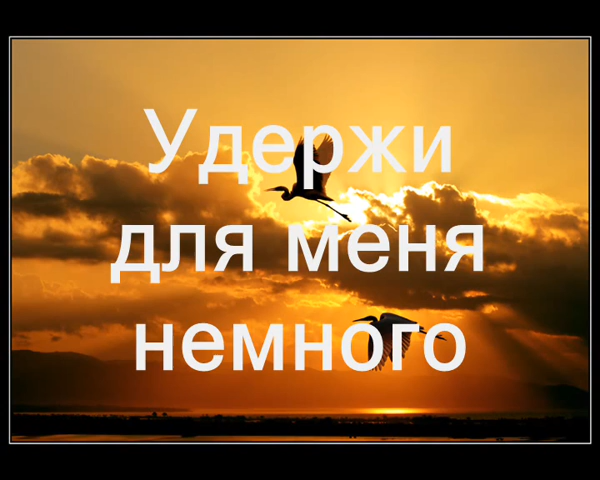 Удержи
для меня
немного